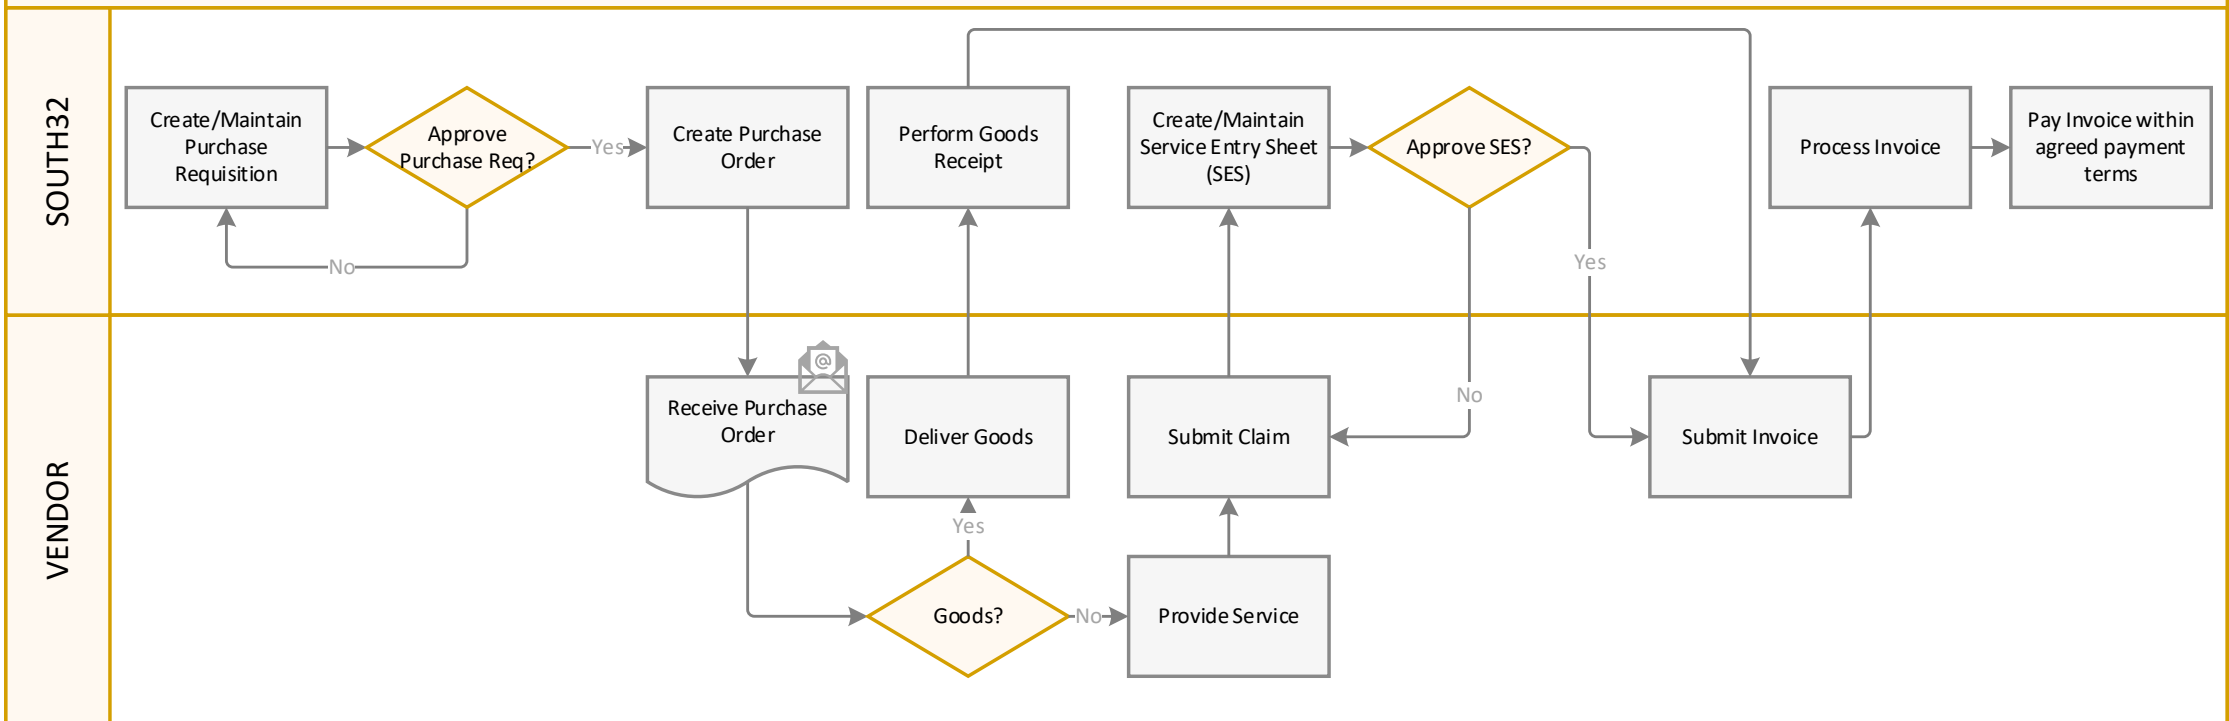 SOUTH32
Create/Maintain
Purchase
Requisition
Approve
Purchase Req?
Yes
No
Create Purchase
Order
Perform Goods
Receipt
Create/Maintain
Service Entry Sheet
(SES)
Approve SES?
Yes
No
Process Invoice
Pay Invoice within
agreed payment
terms
VENDOR
Receive Purchase
Order
@
Deliver Goods
Submit Claim
Submit Invoice
Yes
Goods?
No
Provide Service